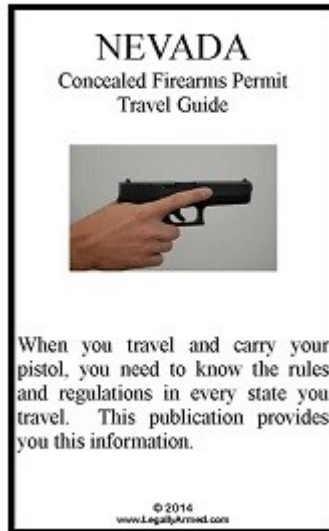 NEVADA
Concealed Firearms Permit
Travel Guide
When you travel and carry your
pistol, you need to know the rules
and regulations in every state you
travel. This publication provides
you this information.
© 2014
www.LegallyArmed.com